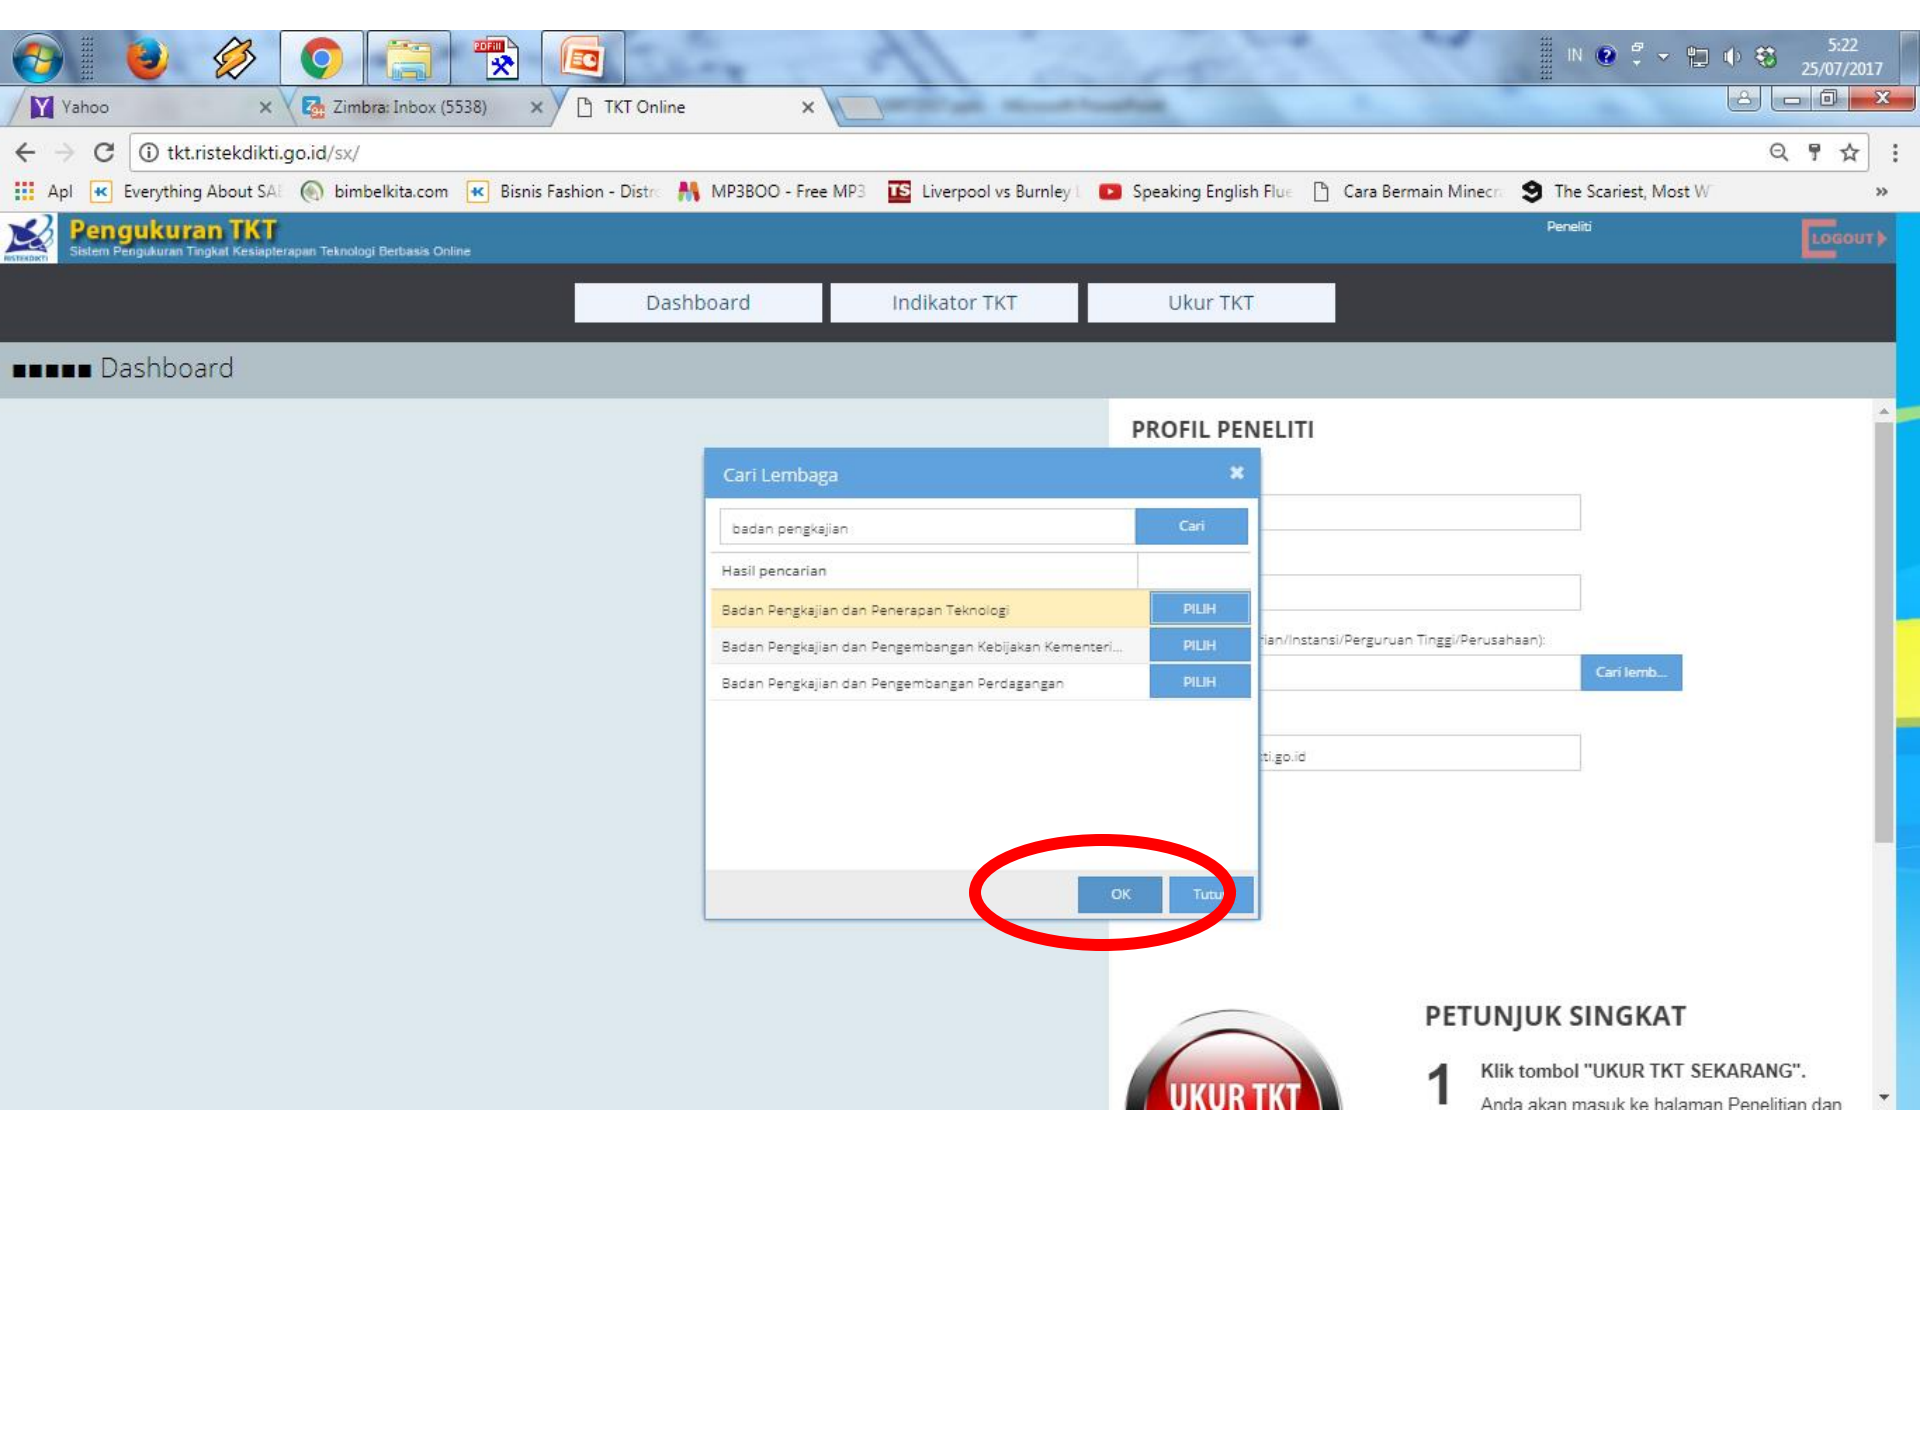 IN
5:22
25/07/2017
Yahoo
Zimbra: Inbox (5538)
TKT Online
tkt.ristekdikti.go.id/sx/
Apl
Everything About SA
bimbelkita.com
Bisnis Fashion - Distr
MP3BOO - Free MP3
Liverpool vs Burnley
Speaking English Flue
Cara Bermain Minecr
The Scariest, Most W
Pengukuran TKT
Sistem Pengukuran Tingkat Kesiapterapan Teknologi Berbasis Online
RISTEKDIKTI
Peneliti
LOGOUT
Dashboard
Indikator TKT
Ukur TKT
Dashboard
PROFIL PENELITI
Cari Lembaga
badan pengkajian
Cari
Hasil pencarian
Badan Pengkajian dan Penerapan Teknologi
PILIH
Badan Pengkajian dan Pengembangan Kebijakan Kementeri...
PILIH
Badan Pengkajian dan Pengembangan Perdagangan
PILIH
rian/Instansi/Perguruan Tinggi/Perusahaan):
Cari lemb...
ti.go.id
OK
Tutu
UKUR TKT
PETUNJUK SINGKAT
1
Klik tombol "UKUR TKT SEKARANG".
Anda akan masuk ke halaman Penelitian dan